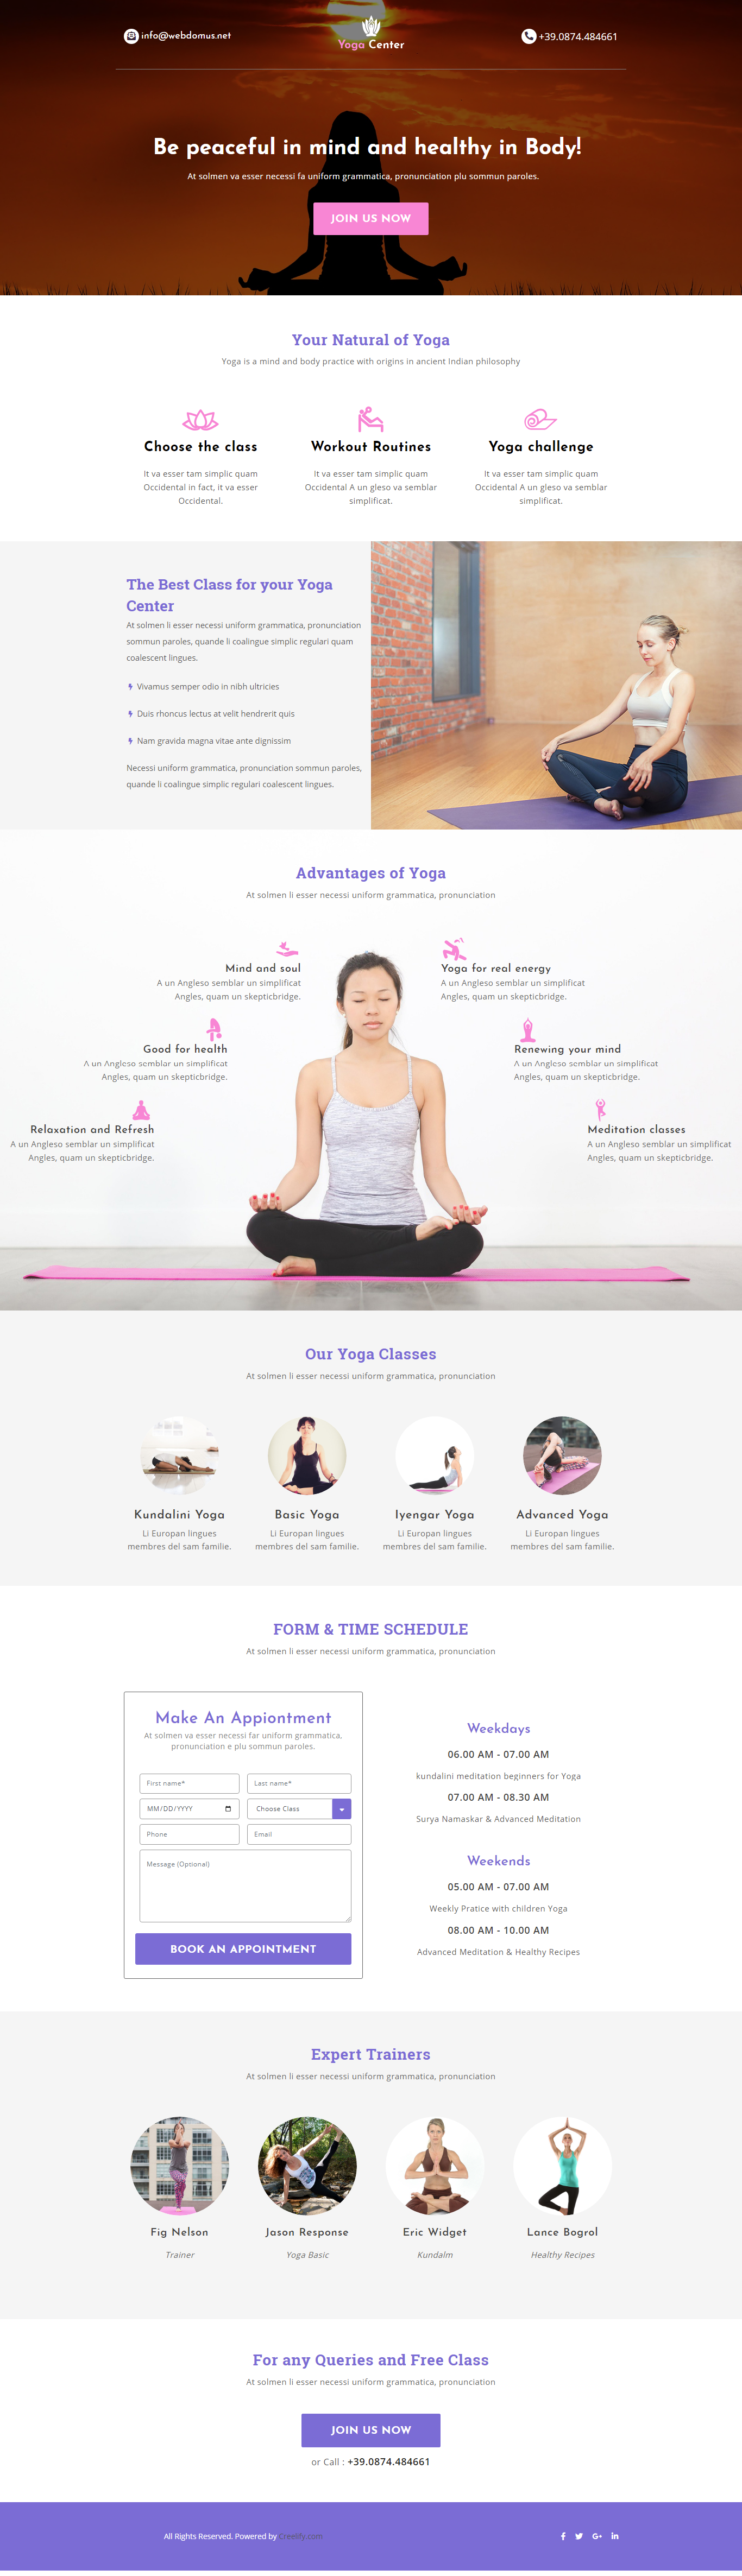 info@webdomus.net
Yoga Center
+39.0874.484661
Be peaceful in mind and healthy in Body!
At solmen va esser necessi fa uniform grammatica, pronunciation plu sommun paroles.
JOIN US NOW
Your Natural of Yoga
Yoga is a mind and body practice with origins in ancient Indian philosophy
Choose the class
It va esser tam simplic quam
Occidental in fact, it va esser
Occidental.
Workout Routines
It va esser tam simplic quam
Occidental A un gleso va semblar
simplificat.
Yoga challenge
It va esser tam simplic quam
Occidental A un gleso va semblar
simplificat.
The Best Class for your Yoga
Center
At solmen li esser necessi uniform grammatica, pronunciation
sommun paroles, quande li coalingue simplic regulari quam
coalescent lingues.
Vivamus semper odio in nibh ultricies
Duis rhoncus lectus at velit hendrerit quis
Nam gravida magna vitae ante dignissim
Necessi uniform grammatica, pronunciation sommun paroles,
quande li coalingue simplic regulari coalescent lingues.
Advantages of Yoga
At solmen li esser necessi uniform grammatica, pronunciation
Mind and soul
A un Angleso semblar un simplificat
Angles, quam un skepticbridge.
Good for health
A un Angleso semblar un simplificat
Angles, quam un skepticbridge.
Relaxation and Refresh
A un Angleso semblar un simplificat
Angles, quam un skepticbridge.
Yoga for real energy
A un Angleso semblar un simplificat
Angles, quam un skepticbridge.
Renewing your mind
A un Angleso semblar un simplificat
Angles, quam un skepticbridge.
Meditation classes
A un Angleso semblar un simplificat
Angles, quam un skepticbridge.
Our Yoga Classes
At solmen li esser necessi uniform grammatica, pronunciation
Kundalini Yoga
Li Europan lingues
membres del sam familie.
Basic Yoga
Li Europan lingues
membres del sam familie.
Iyengar Yoga
Li Europan lingues
membres del sam familie.
Advanced Yoga
Li Europan lingues
membres del sam familie.
FORM & TIME SCHEDULE
At solmen li esser necessi uniform grammatica, pronunciation
Make An Appiontment
At solmen va esser necessi far uniform grammatica,
pronunciation e plu sommun paroles.
First name*
Last name*
MM/DD/YYYY
Choose Class
Phone
Email
Message (Optional)
BOOK AN APPOINTMENT
Weekdays
06.00 AM - 07.00 AM
kundalini meditation beginners for Yoga
07.00 AM - 08.30 AM
Surya Namaskar & Advanced Meditation
Weekends
05.00 AM - 07.00 AM
Weekly Pratice with children Yoga
08.00 AM - 10.00 AM
Advanced Meditation & Healthy Recipes
Expert Trainers
At solmen li esser necessi uniform grammatica, pronunciation
Fig Nelson
Trainer
Jason Response
Yoga Basic
Eric Widget
Kundalm
Lance Bogrol
Healthy Recipes
For any Queries and Free Class
At solmen li esser necessi uniform grammatica, pronunciation
JOIN US NOW
or Call : +39.0874.484661
All Rights Reserved. Powered by Creelify.com